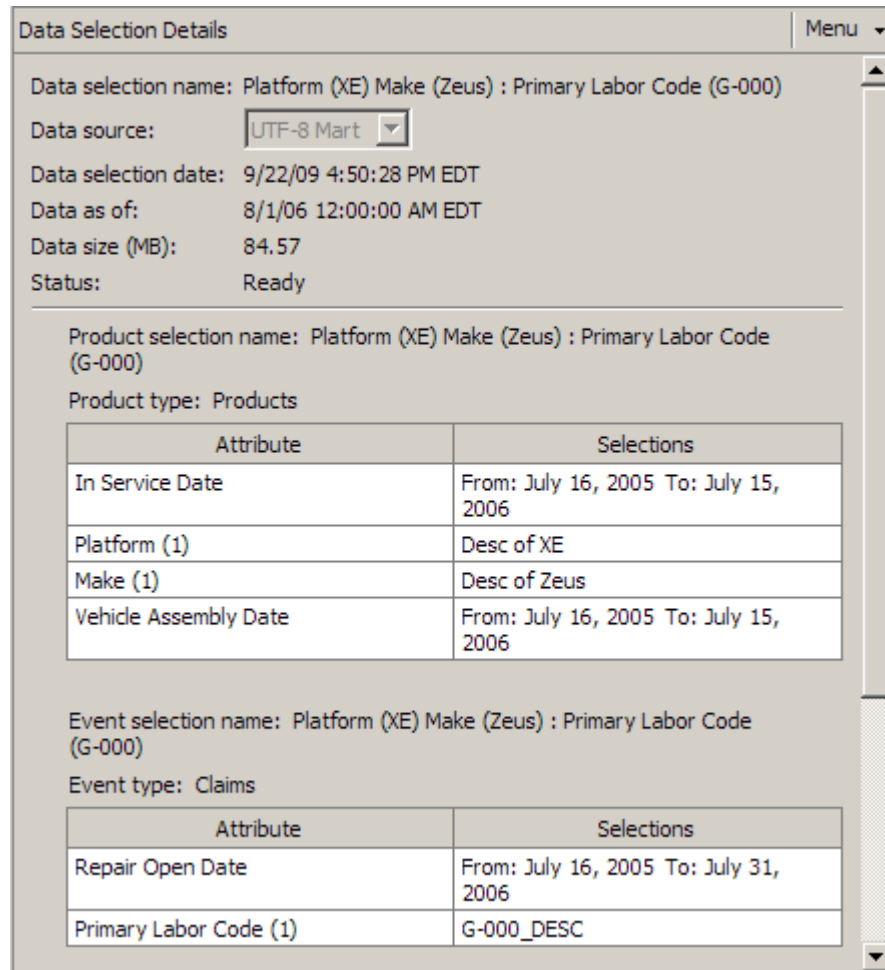 Data Selection Details Menu
Data selection name: Platform (XE) Make (Zeus) : Primary Labor Code (G-000)
Data source: UTF-8 Mart
Data selection date: 9/22/09 4:50:28 PM EDT
Data as of: 8/1/06 12:00:00 AM EDT
Data size (MB): 84.57
Status: Ready
Product selection name: Platform (XE) Make (Zeus) : Primary Labor Code
(G-000)
Product type: Products
Attribute Selections
In Service Date From: July 16, 2005 To: July 15,
2006
Platform (1) Desc of XE
Make (1) Desc of Zeus
Vehicle Assembly Date From: July 16, 2005 To: July 15,
2006
Event selection name: Platform (XE) Make (Zeus) : Primary Labor Code
(G-000)
Event type: Claims
Attribute Selections
Repair Open Date From: July 16, 2005 To: July 31,
2006
Primary Labor Code (1) G-000_DESC